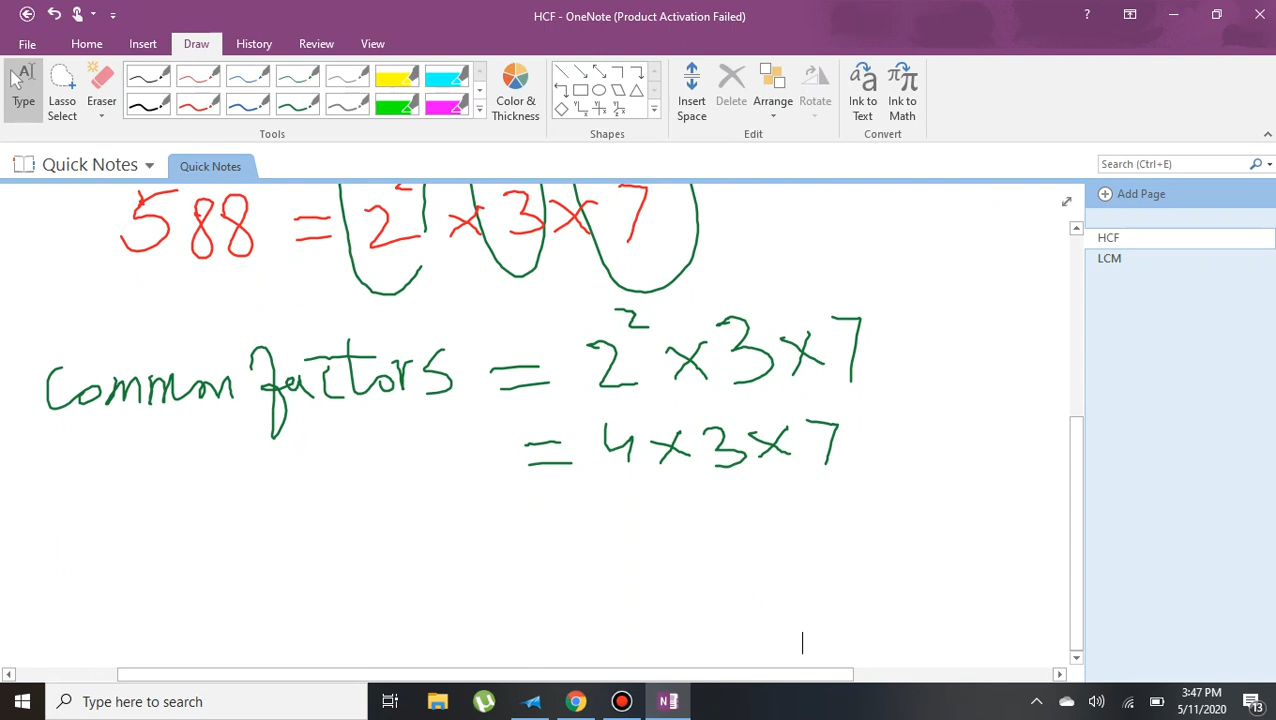 HCF - OneNote (Product Activation Failed)
?
File Home Insert Draw History Review View
Type
Lasso Select
Eraser
Color & Thickness
Insert Space
Delete
Arrange
Rotate
Ink to Text
Ink to Math
Tools
Shapes
Edit
Convert
Quick Notes
Quick Notes
Search (Ctrl+E)
Add Page
HCF
LCM
588 = 2² × 3 × 7
Common factors = 2² × 3 × 7
= 4 × 3 × 7
Type here to search
3:47 PM
5/11/2020
13